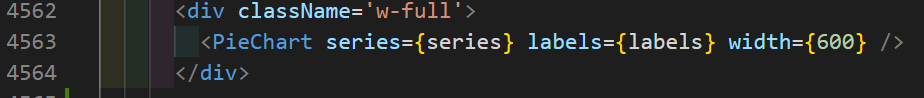 4562 <div className='w-full'>
4563 <PieChart series={series} labels={labels} width={600} />
4564 </div>